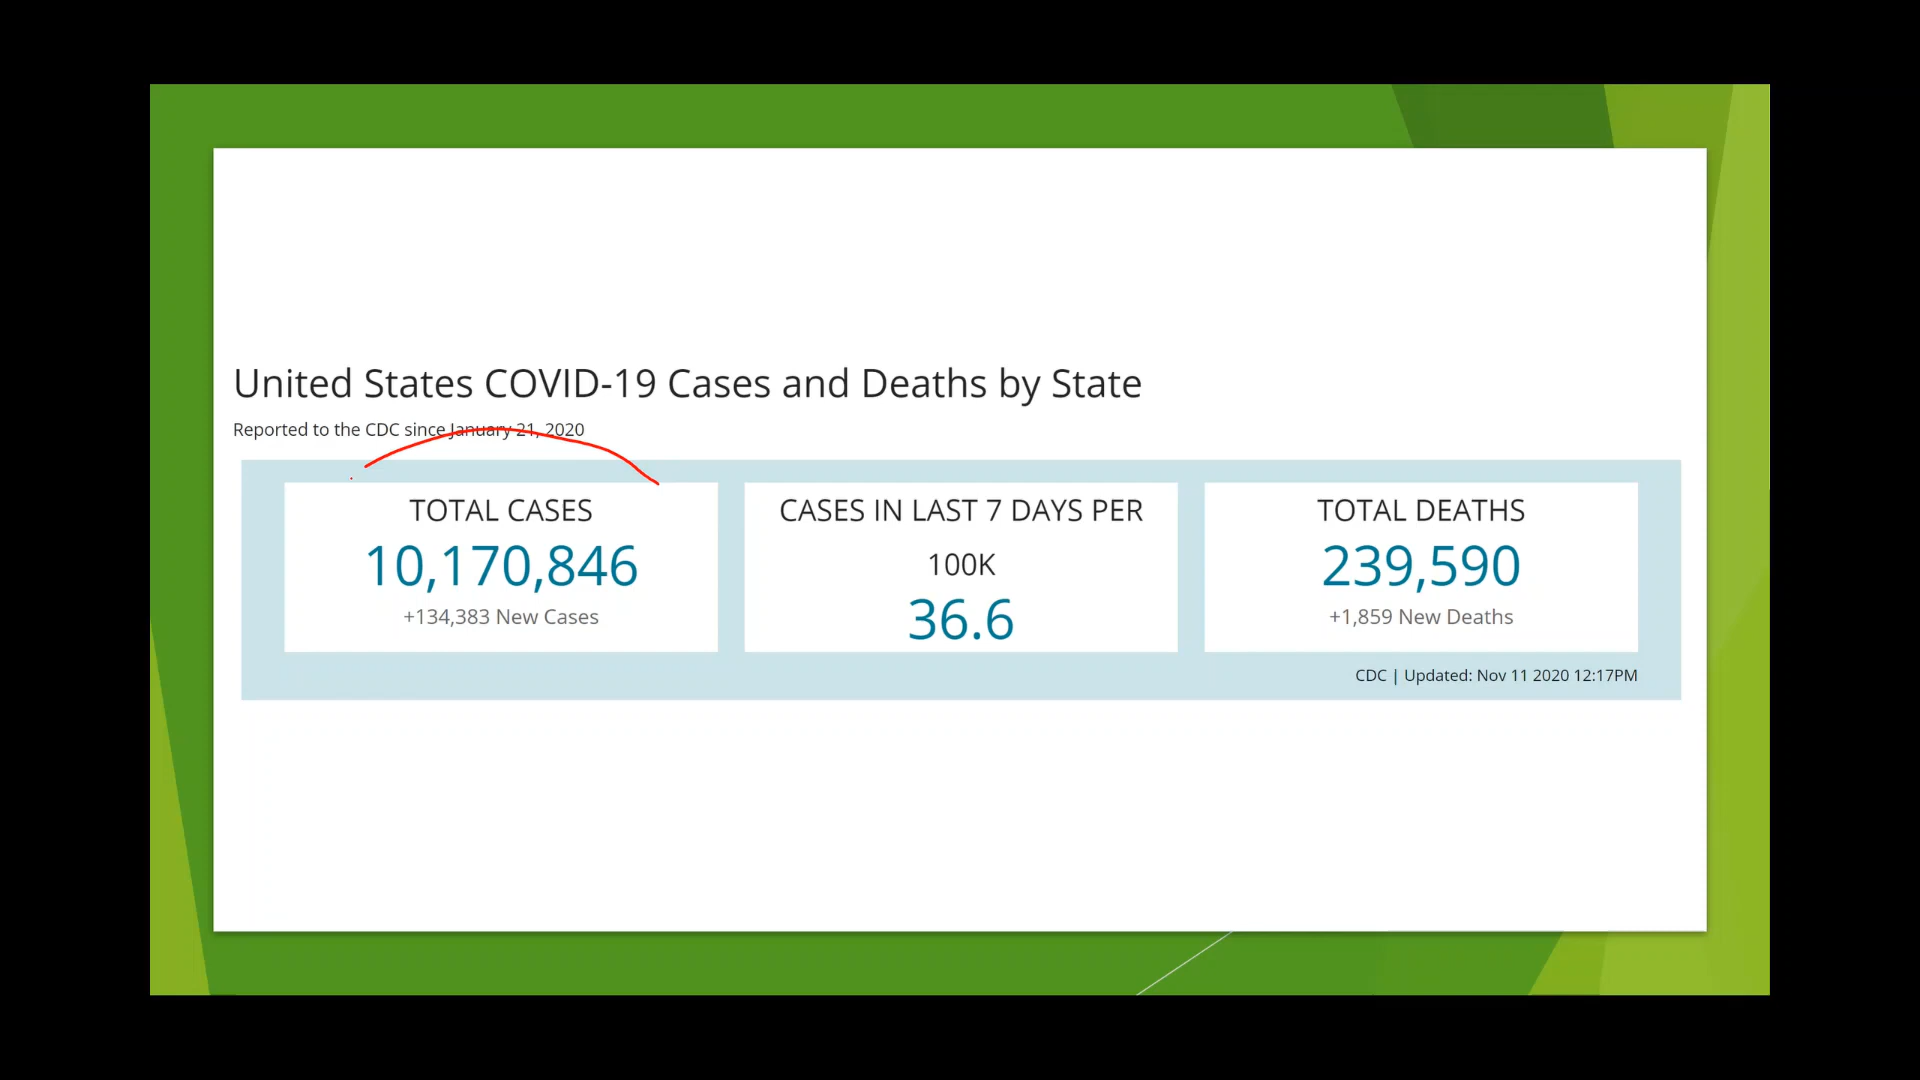 United States COVID-19 Cases and Deaths by State
Reported to the CDC since January 21, 2020
TOTAL CASES
10,170,846
+134,383 New Cases
CASES IN LAST 7 DAYS PER
100K
36.6
TOTAL DEATHS
239,590
+1,859 New Deaths
CDC | Updated: Nov 11 2020 12:17PM